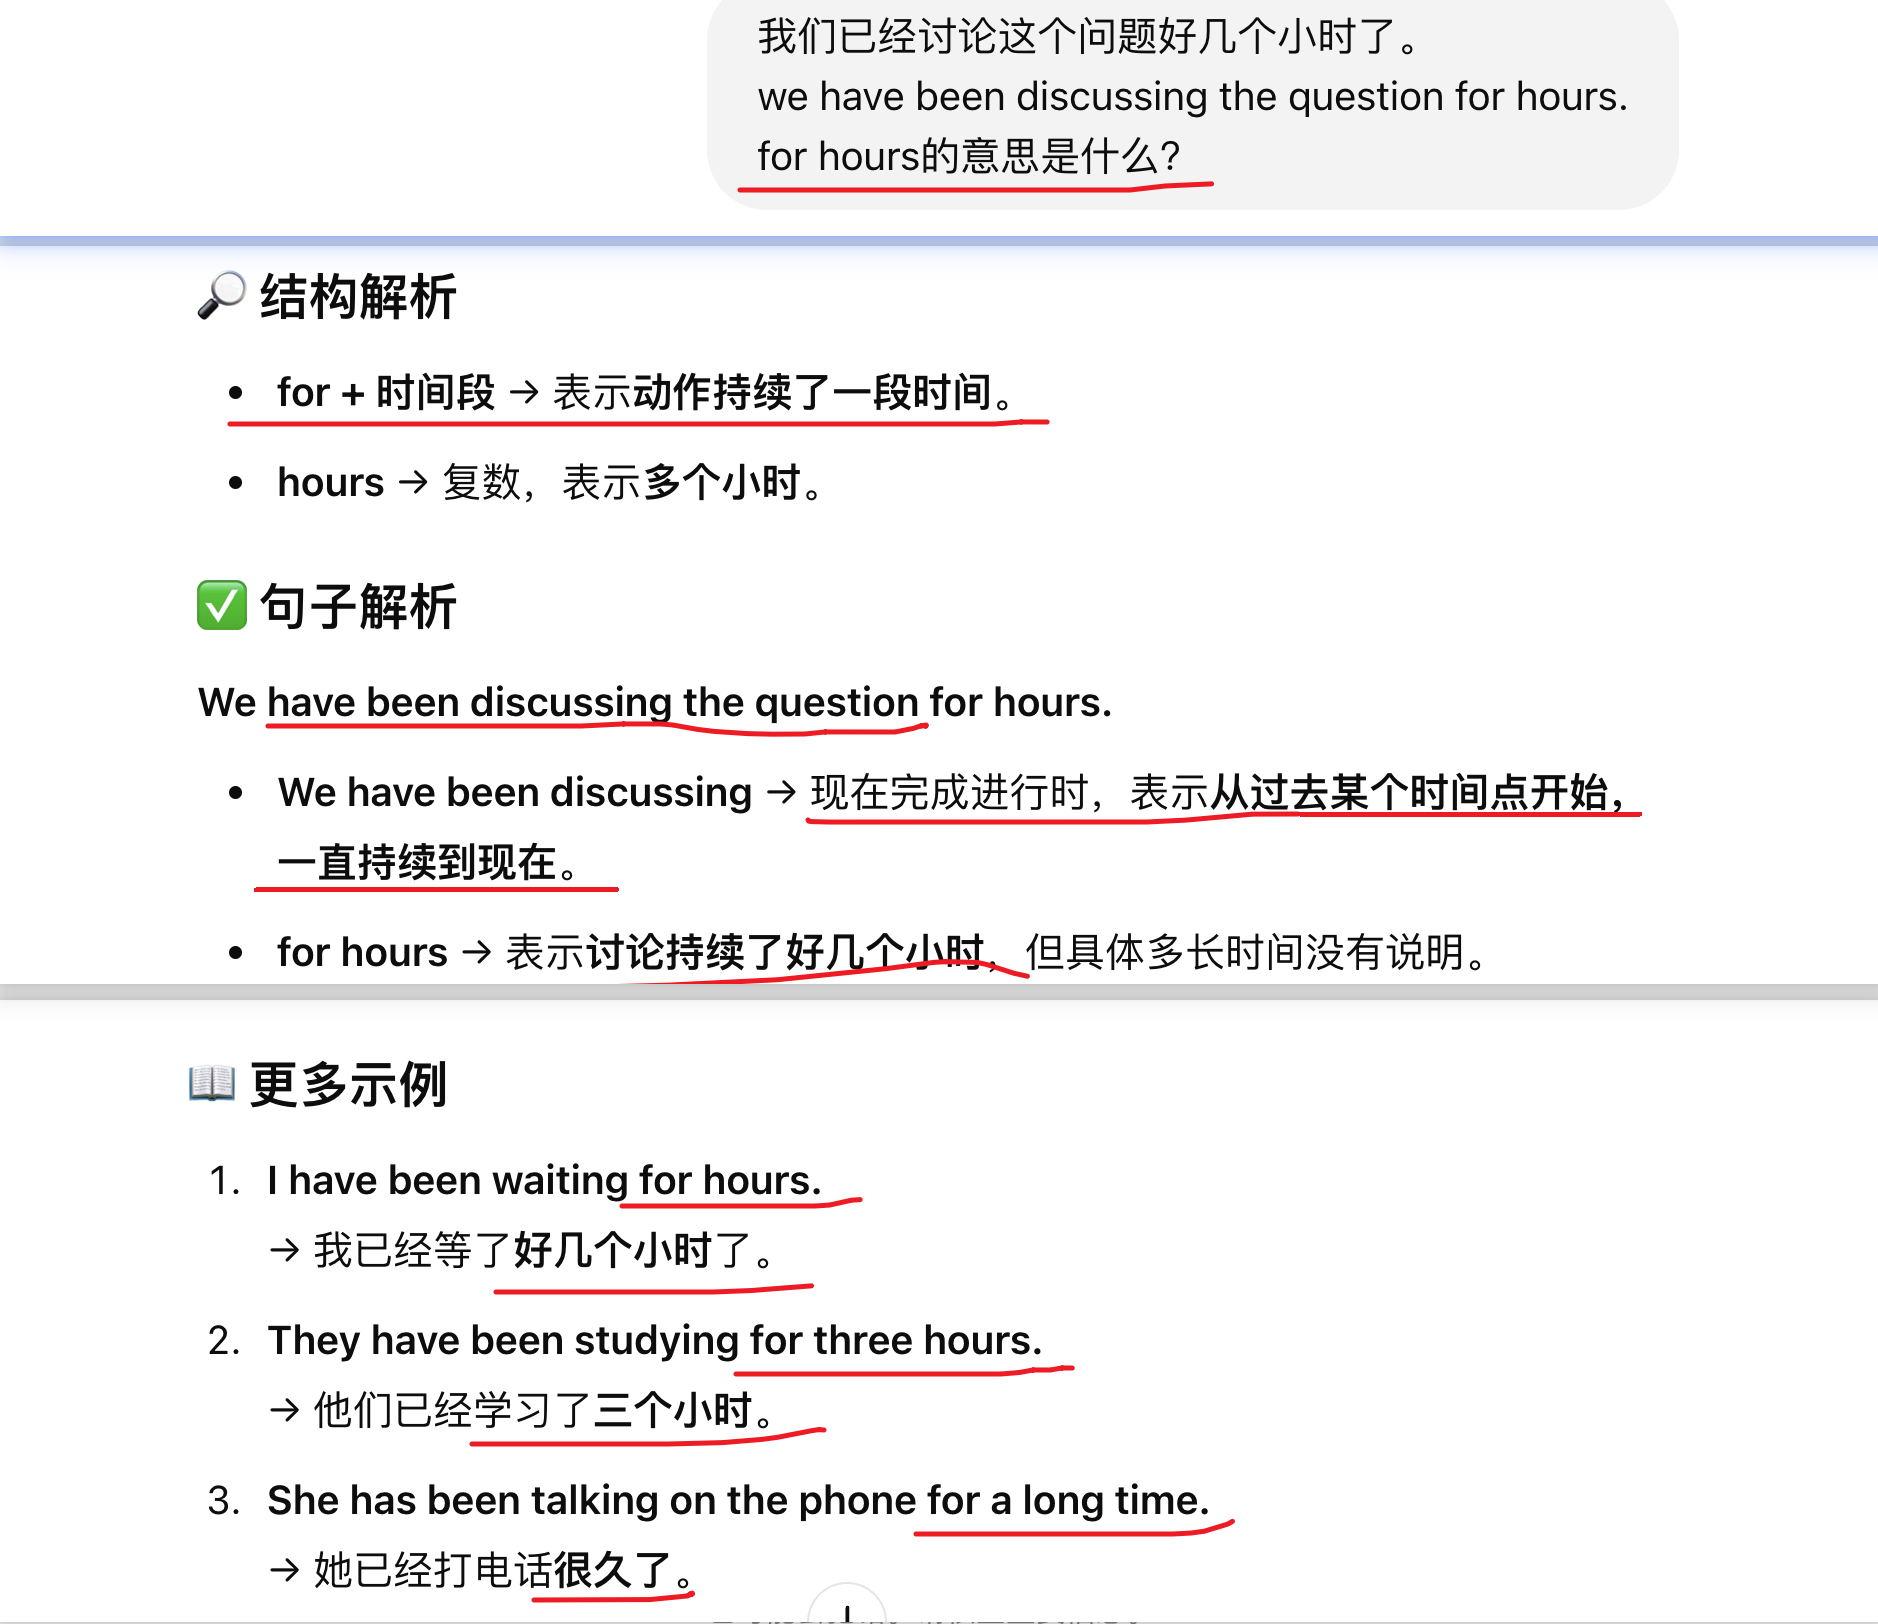 我们已经讨论这个问题好几个小时了。
we have been discussing the question for hours.
for hours的意思是什么?
🔎 结构解析
• for + 时间段 → 表示动作持续了一段时间。
• hours → 复数，表示多个小时。
✅ 句子解析
We have been discussing the question for hours.
• We have been discussing → 现在完成进行时，表示从过去某个时间点开始，
一直持续到现在。
• for hours → 表示讨论持续了好几个小时，但具体多长时间没有说明。
📖 更多示例
1. I have been waiting for hours.
→ 我已经等了好几个小时了。
2. They have been studying for three hours.
→ 他们已经学习了三个小时。
3. She has been talking on the phone for a long time.
→ 她已经打电话很久了。